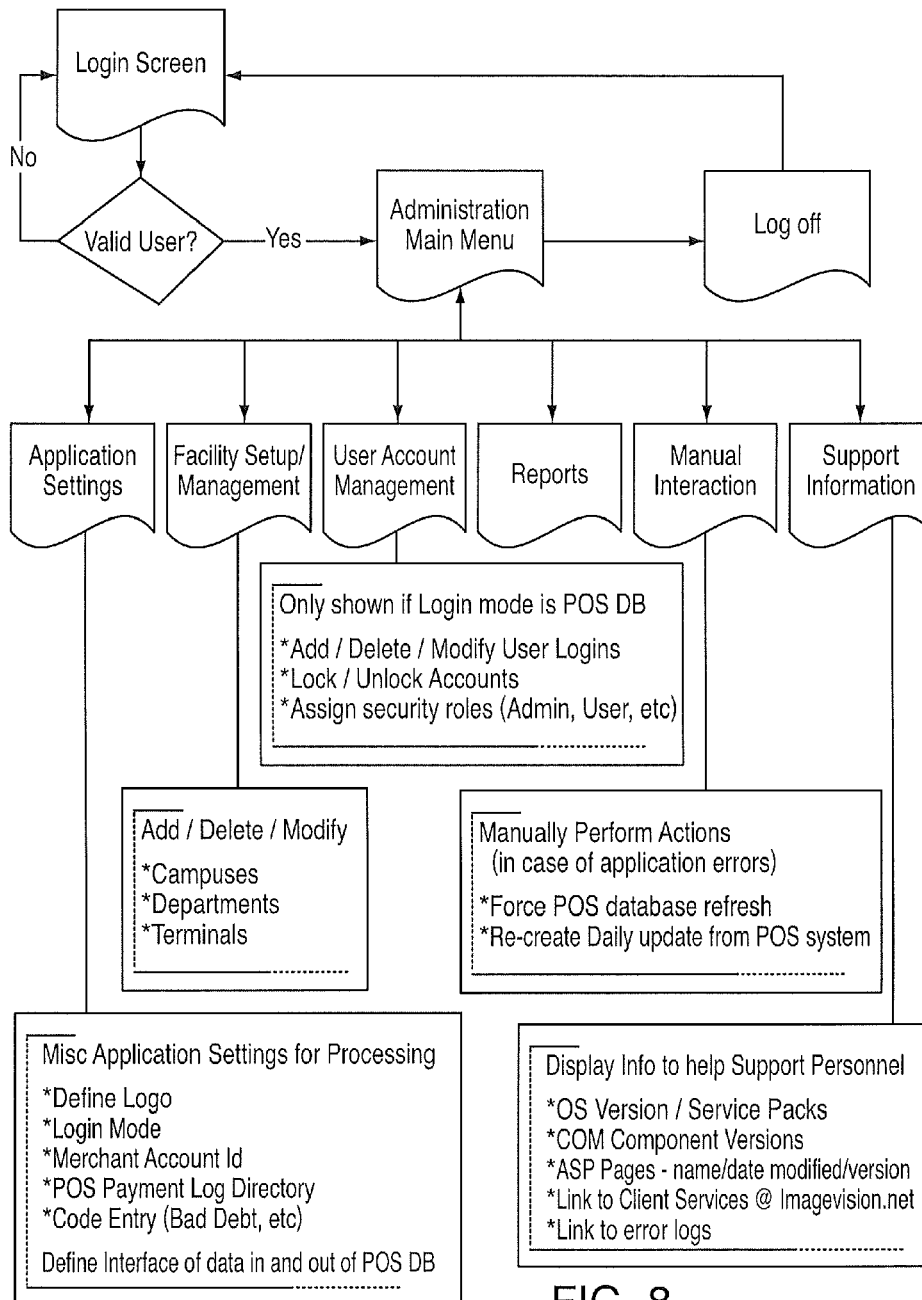 Login Screen
No
Valid User?
Yes
Administration
Main Menu
Log off
Application
Settings
Facility Setup/
Management
User Account
Management
Reports
Manual
Interaction
Support
Information
Only shown if Login mode is POS DB
*Add / Delete / Modify User Logins
*Lock / Unlock Accounts
*Assign security roles (Admin, User, etc)
Add / Delete / Modify
*Campuses
*Departments
*Terminals
Manually Perform Actions
(in case of application errors)
*Force POS database refresh
*Re-create Daily update from POS system
Misc Application Settings for Processing
*Define Logo
*Login Mode
*Merchant Account Id
*POS Payment Log Directory
*Code Entry (Bad Debt, etc)
Define Interface of data in and out of POS DB
Display Info to help Support Personnel
*OS Version / Service Packs
*COM Component Versions
*ASP Pages - name/date modified/version
*Link to Client Services @ Imagevision.net
*Link to error logs
FIG. 8